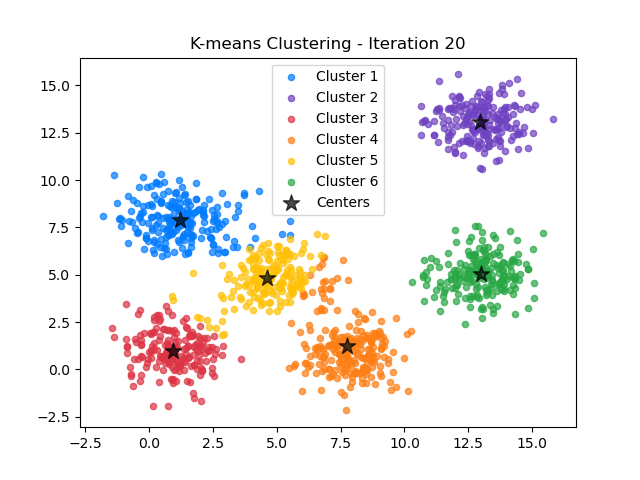 K-means Clustering - Iteration 20
Cluster 1
Cluster 2
Cluster 3
Cluster 4
Cluster 5
Cluster 6
Centers
15.0
12.5
10.0
7.5
5.0
2.5
0.0
−2.5
−2.5 0.0 2.5 5.0 7.5 10.0 12.5 15.0